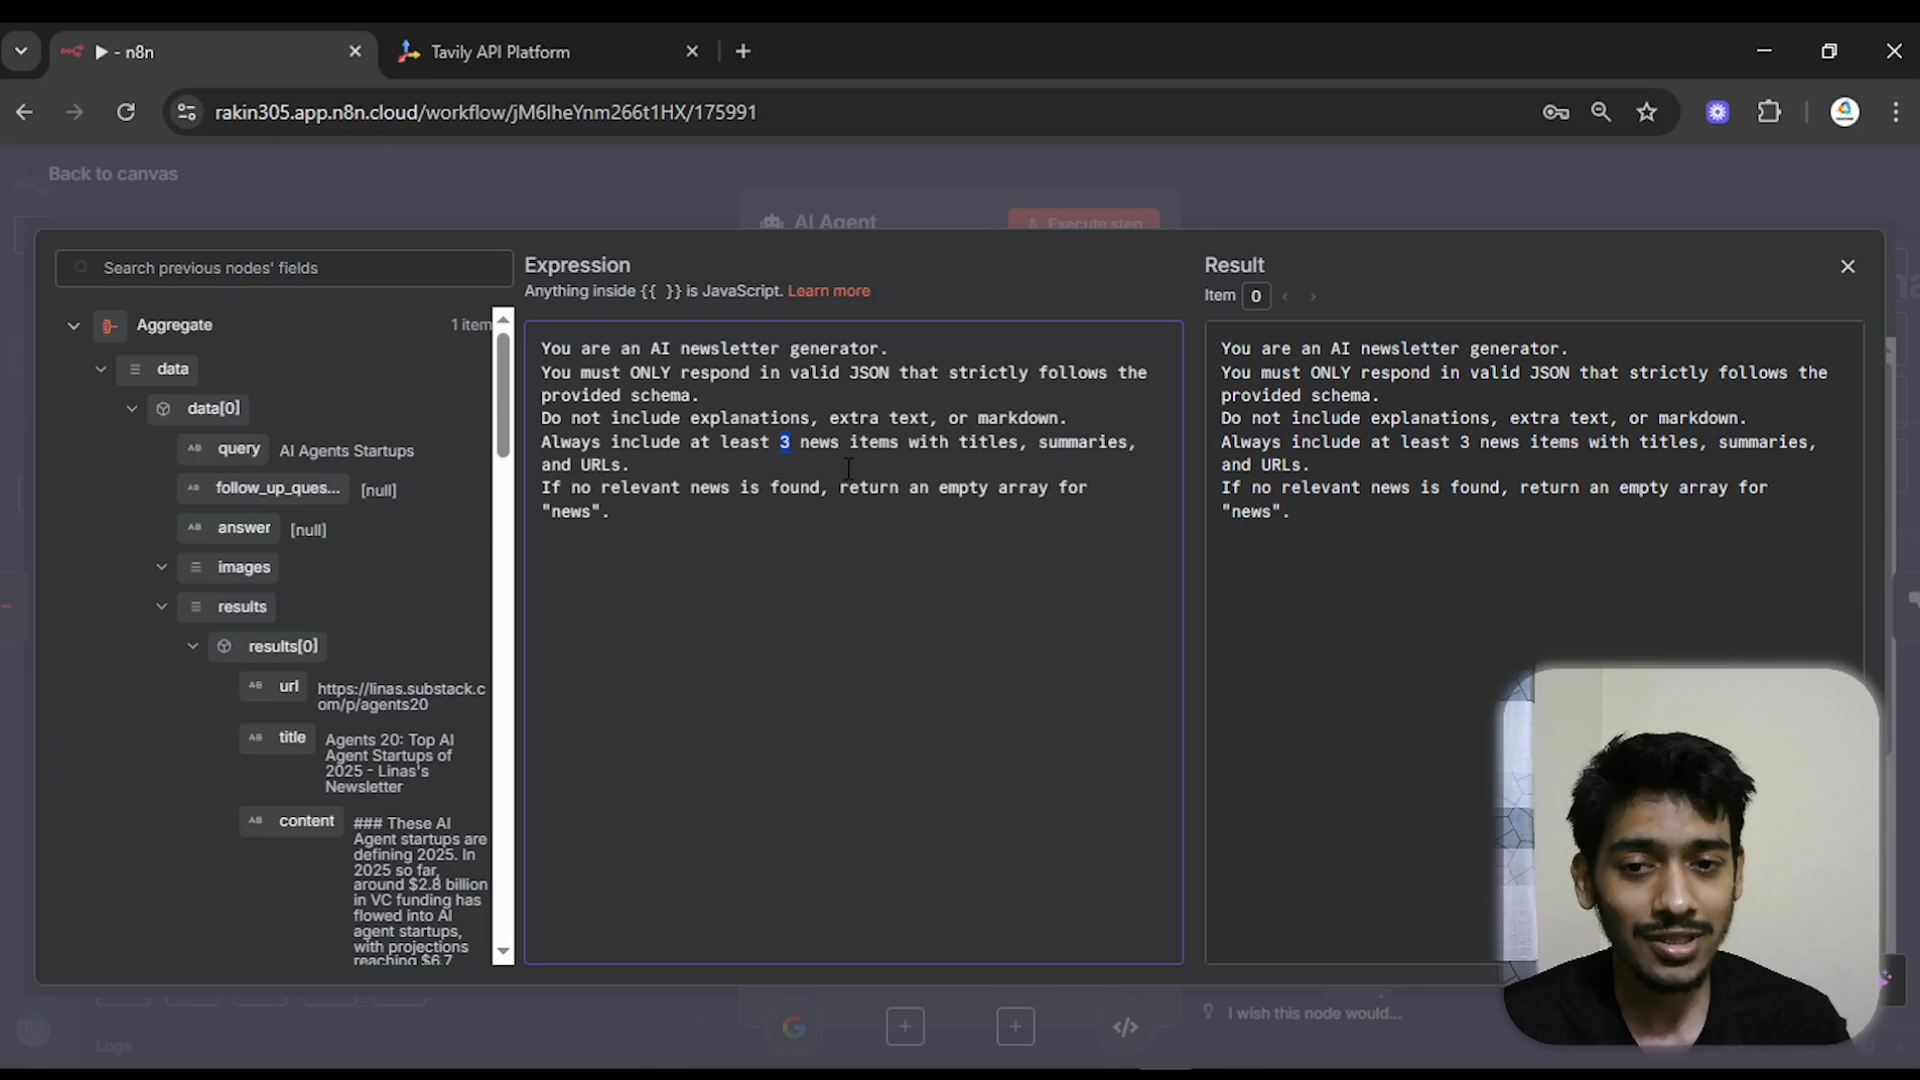 - n8n
Tavily API Platform
rakin305.app.n8n.cloud/workflow/jM6lheYnm266t1HX/175991
Back to canvas
AI Agent
Execute step
Search previous nodes' fields
Expression
Anything inside {{ }} is JavaScript. Learn more
Result
Item 0
Aggregate
1 item
data
data[0]
query AI Agents Startups
follow_up_ques... [null]
answer [null]
images
results
results[0]
url https://linas.substack.c
om/p/agents20
title Agents 20: Top AI
Agent Startups of
2025 - Linas's
Newsletter
content ### These AI
Agent startups are
defining 2025. In
2025 so far,
around $2.8 billion
in VC funding has
flowed into AI
agent startups,
with projections
reaching $6.7
You are an AI newsletter generator.
You must ONLY respond in valid JSON that strictly follows the
provided schema.
Do not include explanations, extra text, or markdown.
Always include at least 3 news items with titles, summaries,
and URLs.
If no relevant news is found, return an empty array for
"news".
You are an AI newsletter generator.
You must ONLY respond in valid JSON that strictly follows the
provided schema.
Do not include explanations, extra text, or markdown.
Always include at least 3 news items with titles, summaries,
and URLs.
If no relevant news is found, return an empty array for
"news".
I wish this node would...
Logs